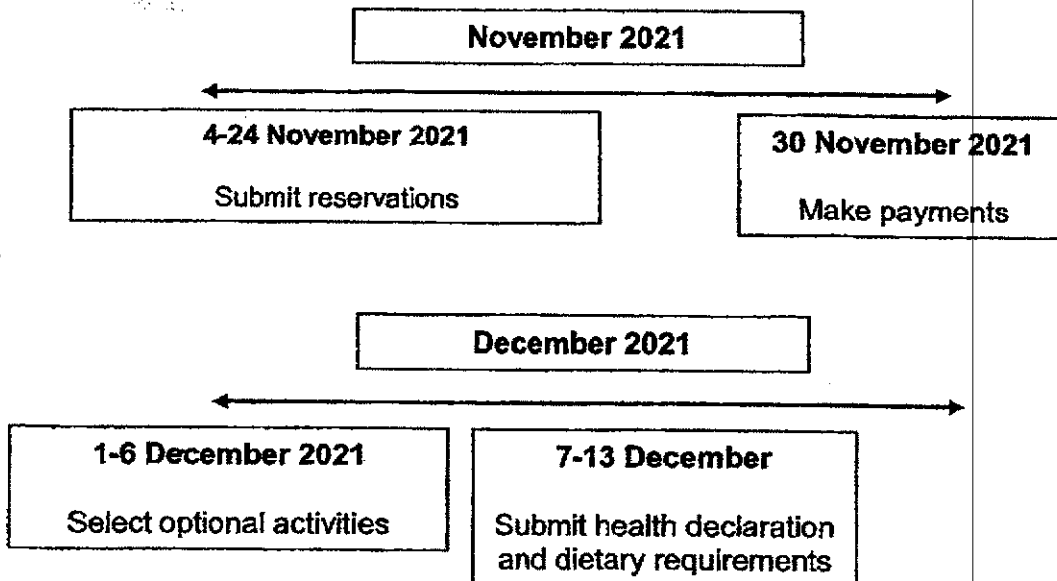 November 2021
4-24 November 2021
Submit reservations
30 November 2021
Make payments
December 2021
1-6 December 2021
Select optional activities
7-13 December
Submit health declaration
and dietary requirements